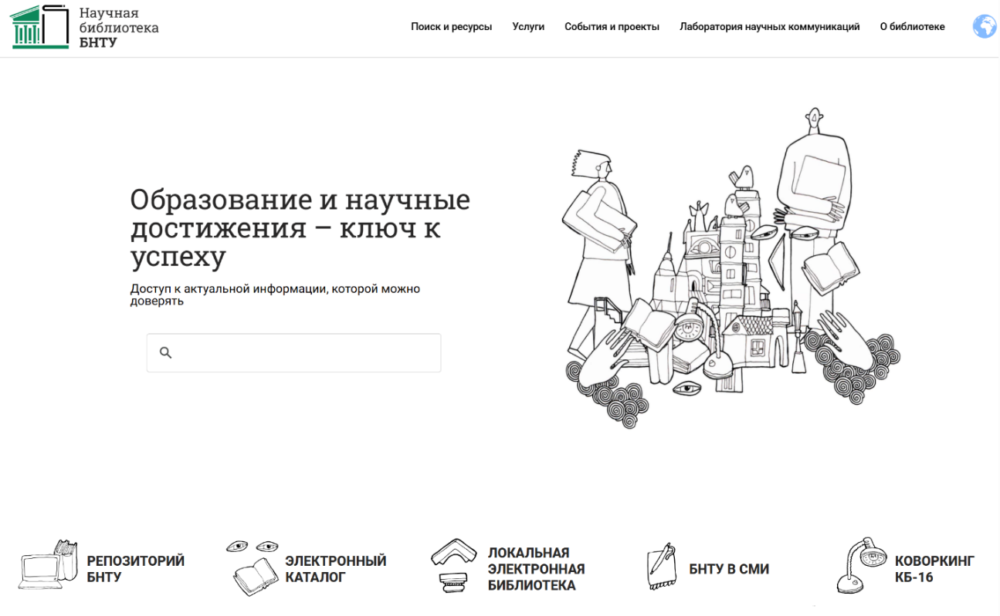 Научная
библиотека
БНТУ
Поиск и ресурсы
Услуги
События и проекты
Лаборатория научных коммуникаций
О библиотеке
Образование и научные
достижения – ключ к
успеху
Доступ к актуальной информации, которой можно
доверять
РЕПОЗИТОРИЙ
БНТУ
ЭЛЕКТРОННЫЙ
КАТАЛОГ
ЛОКАЛЬНАЯ
ЭЛЕКТРОННАЯ
БИБЛИОТЕКА
БНТУ В СМИ
КОВОРКИНГ
КБ-16